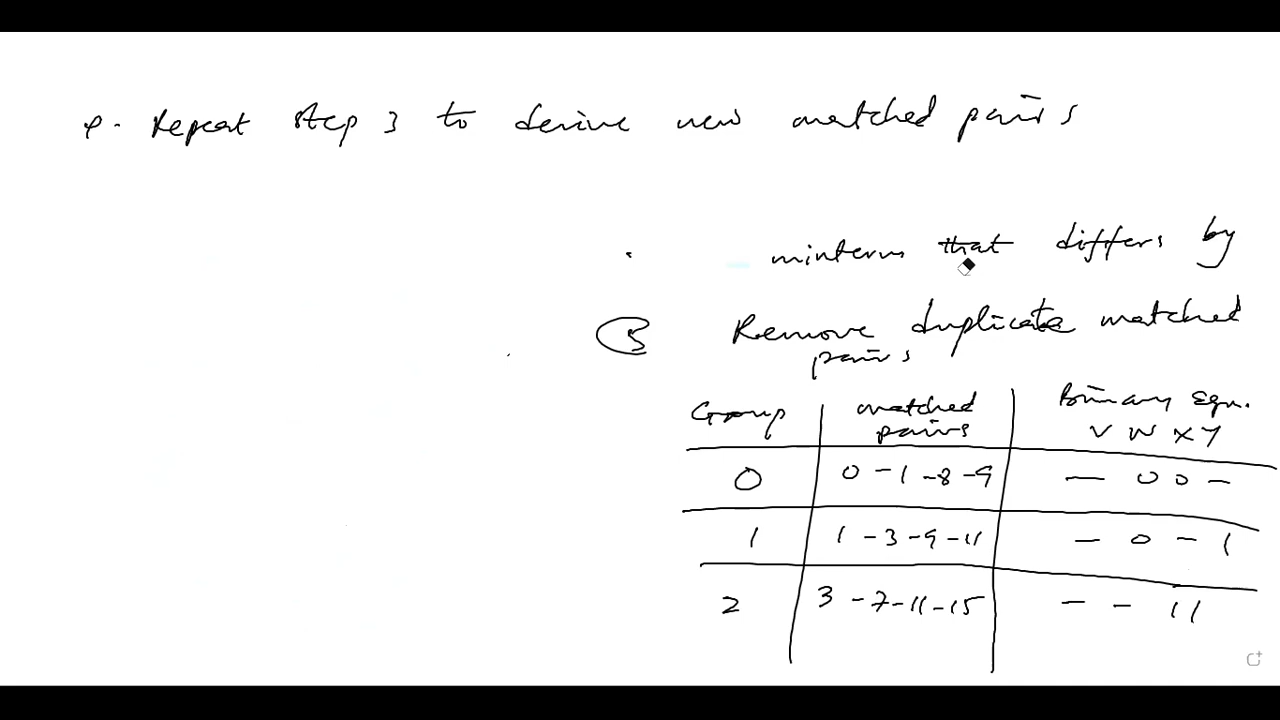 4. Repeat step 3 to derive new matched pairs
minterm that differs by
5 Remove duplicate matched
pairs
Group matched pairs Binary Eqn.
V W X Y
0 0 - 1 - 8 - 9 — 0 0 —
1 1 - 3 - 9 - 11 — 0 — 1
2 3 - 7 - 11 - 15 — — 1 1